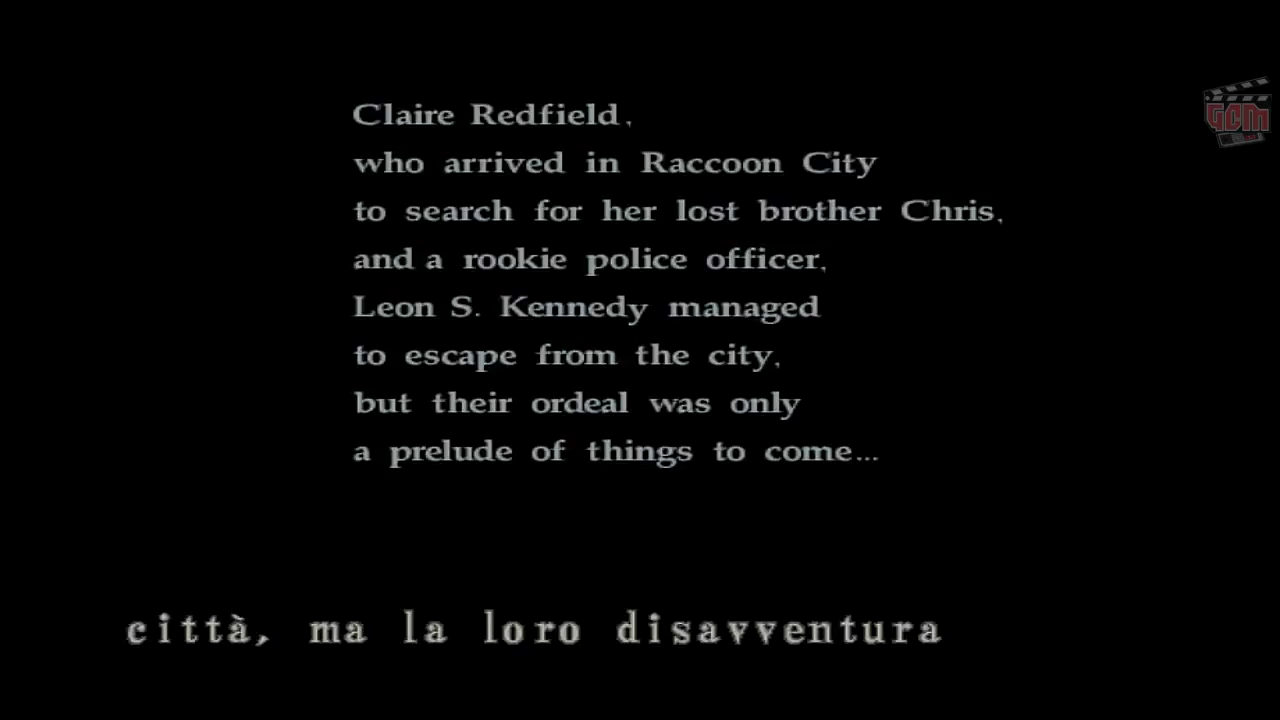 Claire Redfield,
who arrived in Raccoon City
to search for her lost brother Chris,
and a rookie police officer,
Leon S. Kennedy managed
to escape from the city,
but their ordeal was only
a prelude of things to come...
GCM
città, ma la loro disavventura